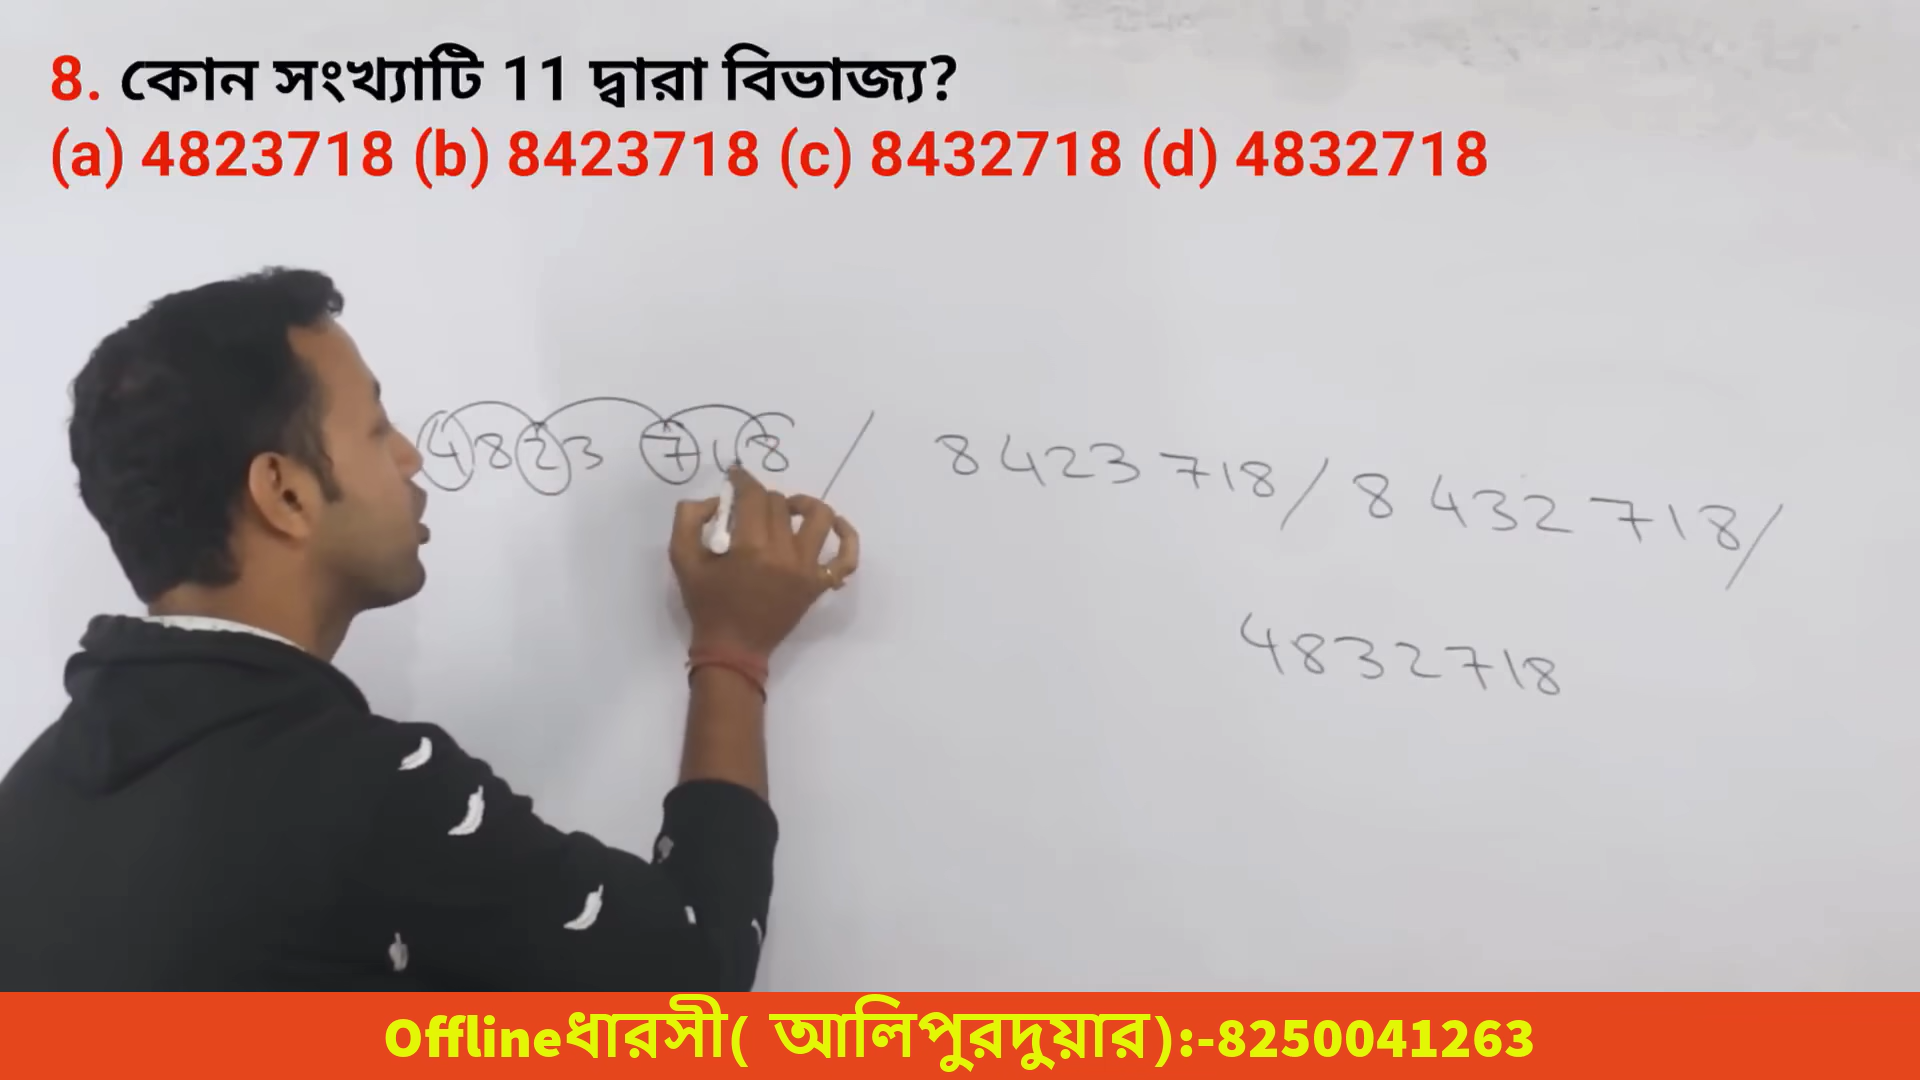 8. কোন সংখ্যাটি 11 দ্বারা বিভাজ্য?
(a) 4823718 (b) 8423718 (c) 8432718 (d) 4832718
4823718 / 8423718 / 8432718 /
4832718
Offlineধারসী( আলিপুরদুয়ার):-8250041263